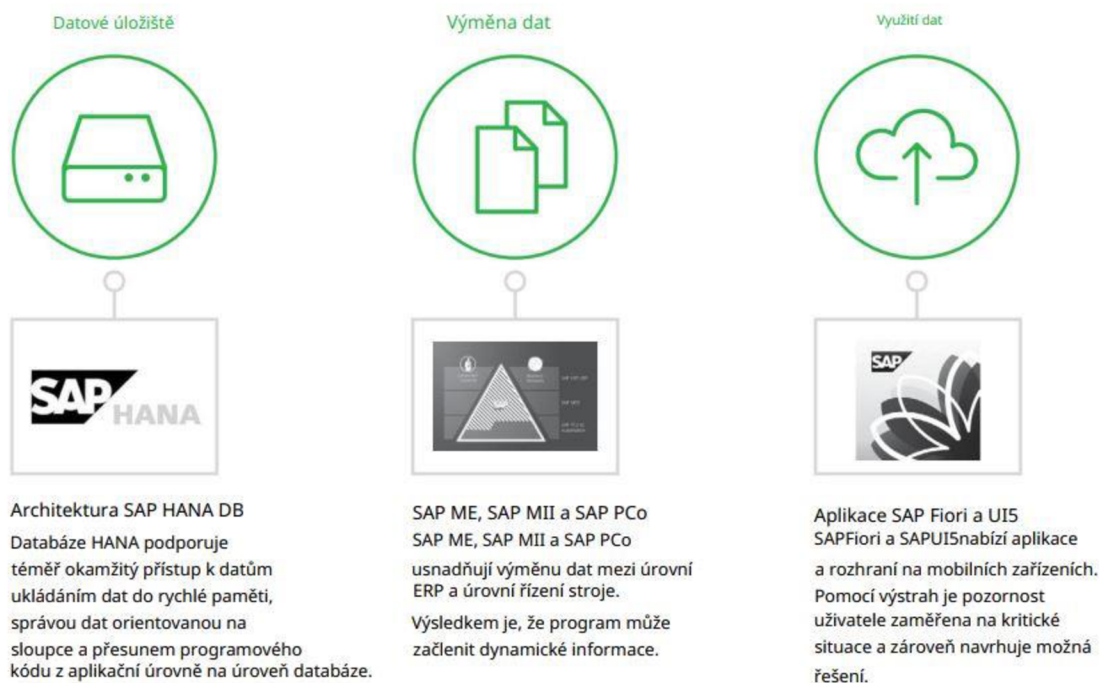 Datové úložiště
SAP HANA
Architektura SAP HANA DB
Databáze HANA podporuje
téměř okamžitý přístup k datům
ukládáním dat do rychlé paměti,
správou dat orientovanou na
sloupce a přesunem programového
kódu z aplikační úrovně na úroveň databáze.
Výměna dat
SAP ME, SAP MII a SAP PCo
SAP ME, SAP MII a SAP PCo
usnadňují výměnu dat mezi úrovní
ERP a úrovní řízení stroje.
Výsledkem je, že program může
začlenit dynamické informace.
Využití dat
SAP
Aplikace SAP Fiori a UI5
SAPFiori a SAPUI5nabízí aplikace
a rozhraní na mobilních zařízeních.
Pomocí výstrah je pozornost
uživatele zaměřena na kritické
situace a zároveň navrhuje možná
řešení.